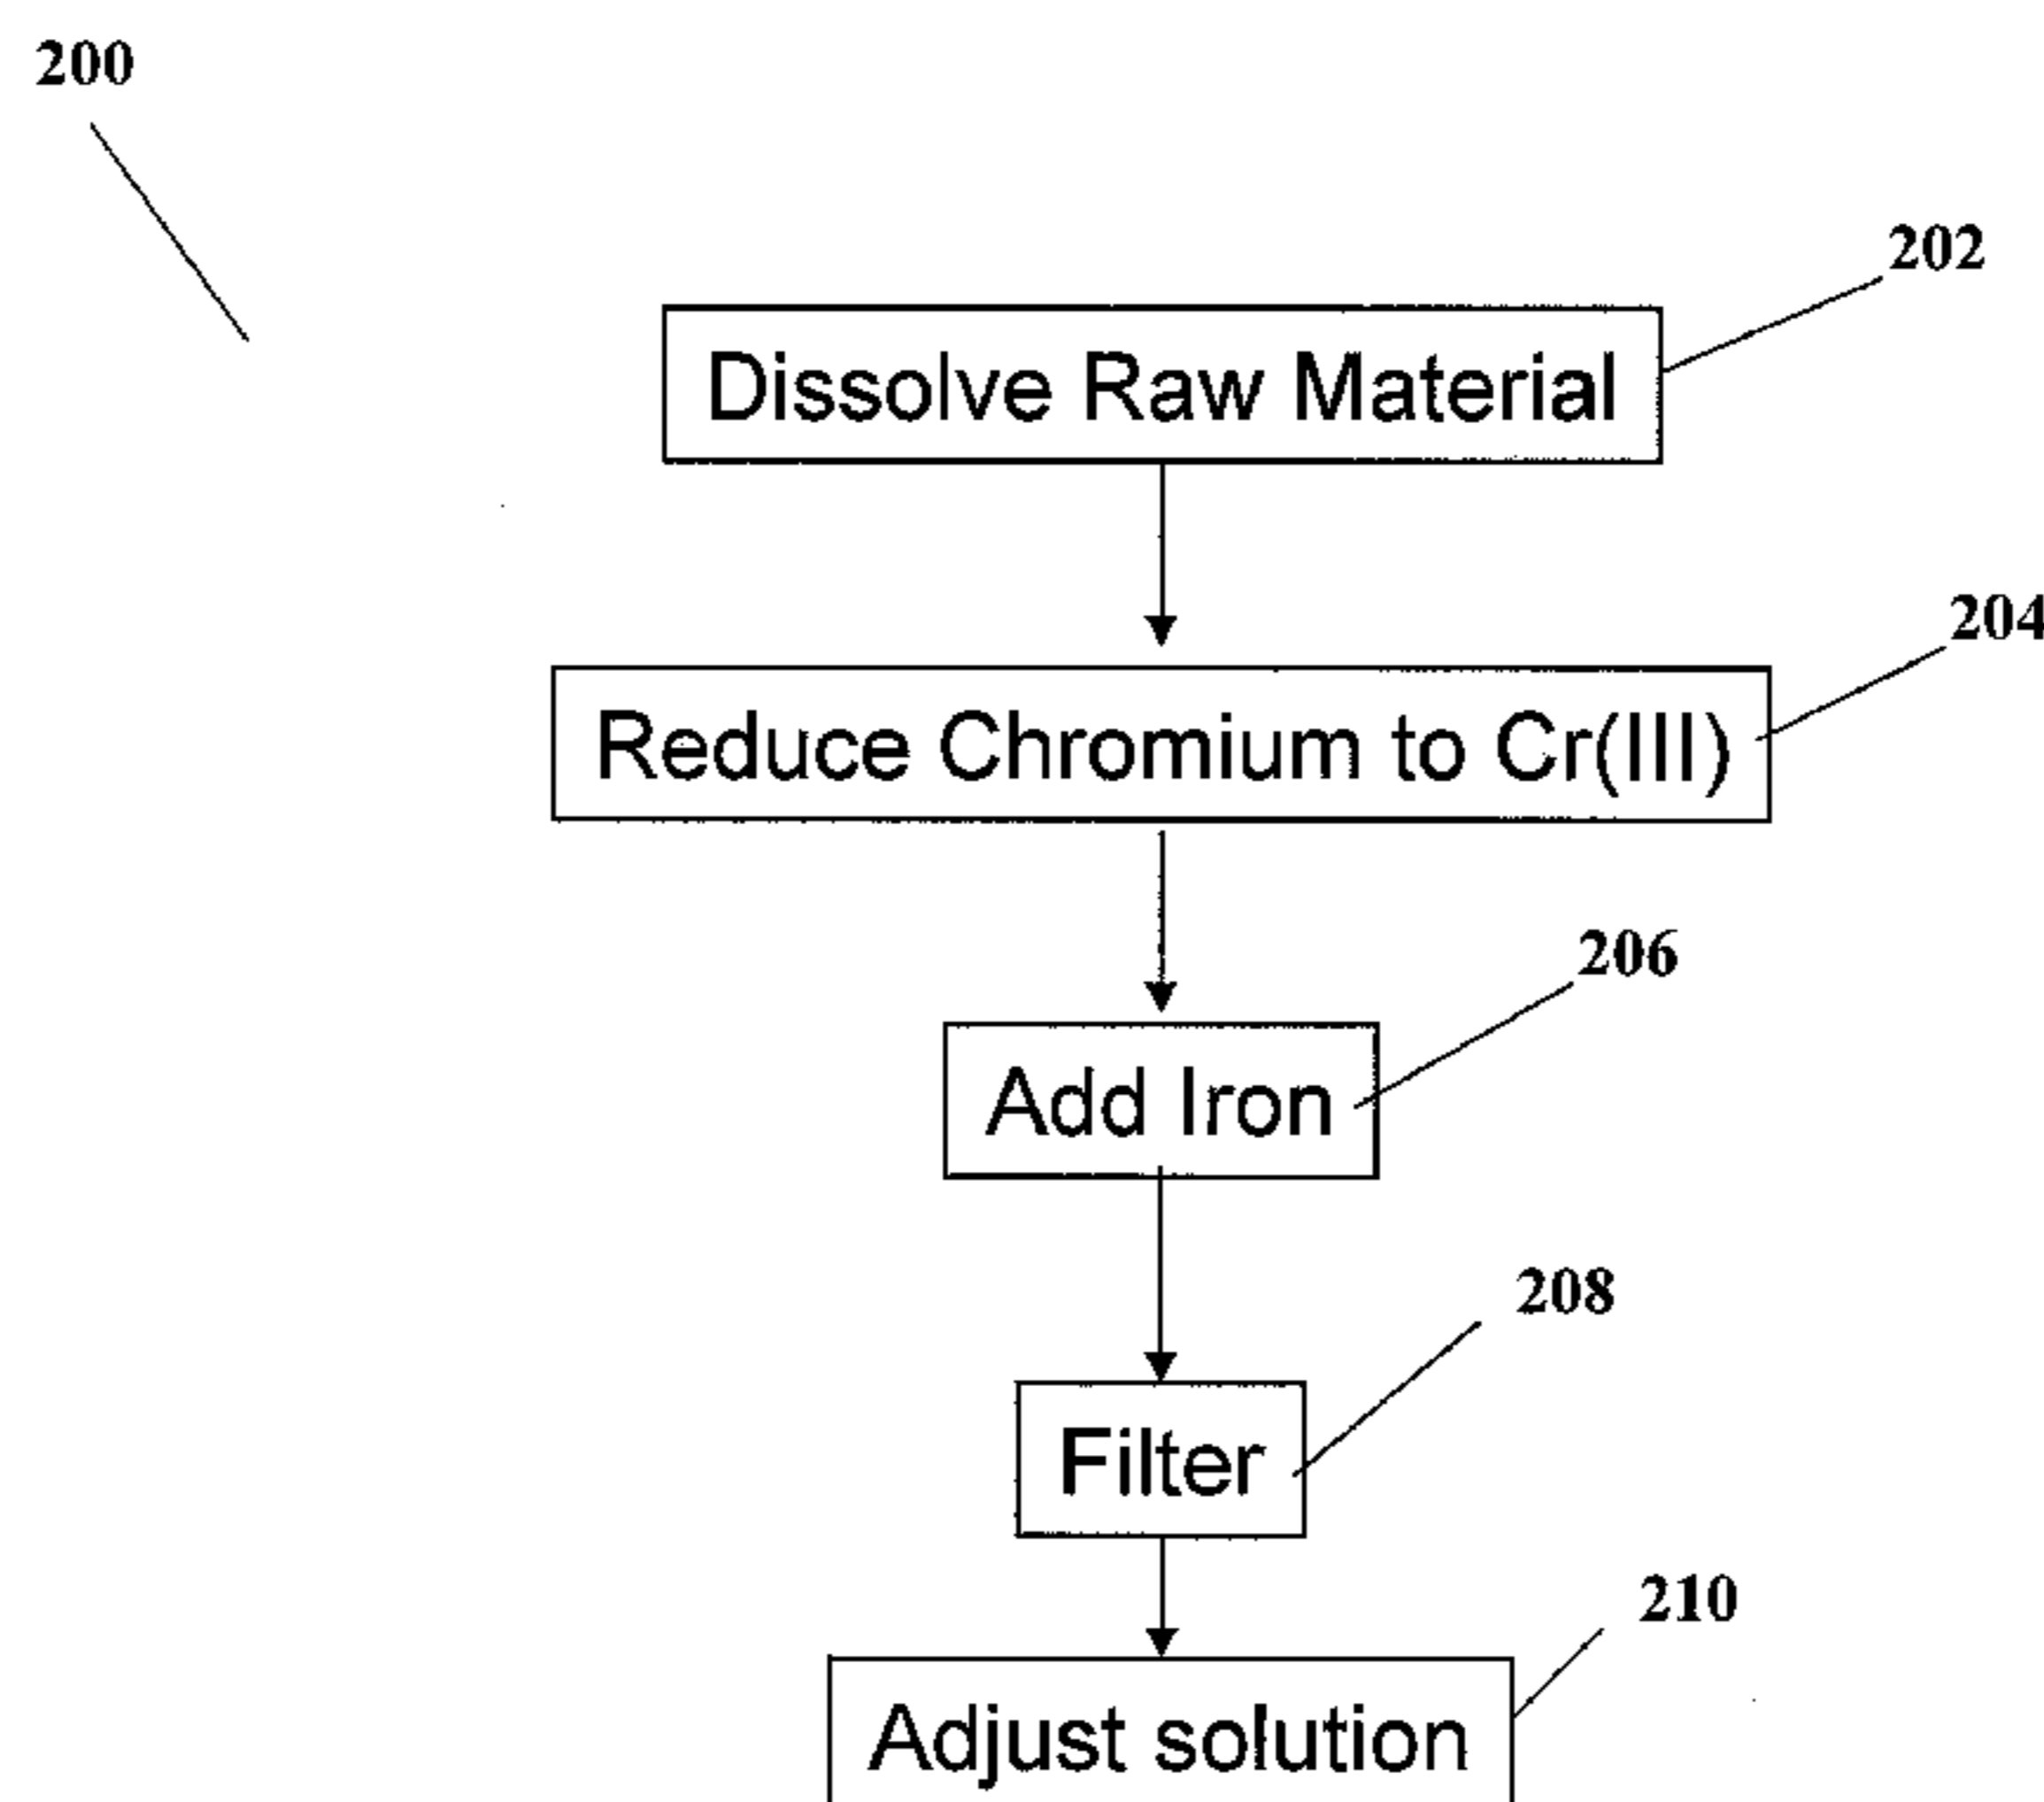 200
202
Dissolve Raw Material
204
Reduce Chromium to Cr(III)
206
Add Iron
208
Filter
210
Adjust solution